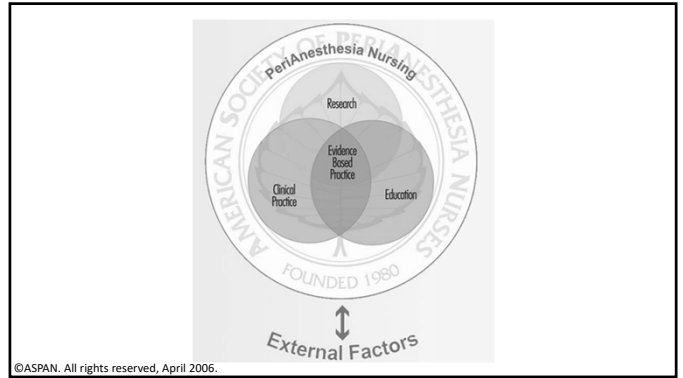 AMERICAN SOCIETY OF PERIANESTHESIA NURSES
PeriAnesthesia Nursing
Research
Evidence
Based
Practice
Clinical
Practice
Education
FOUNDED 1980
External Factors
©ASPAN. All rights reserved, April 2006.